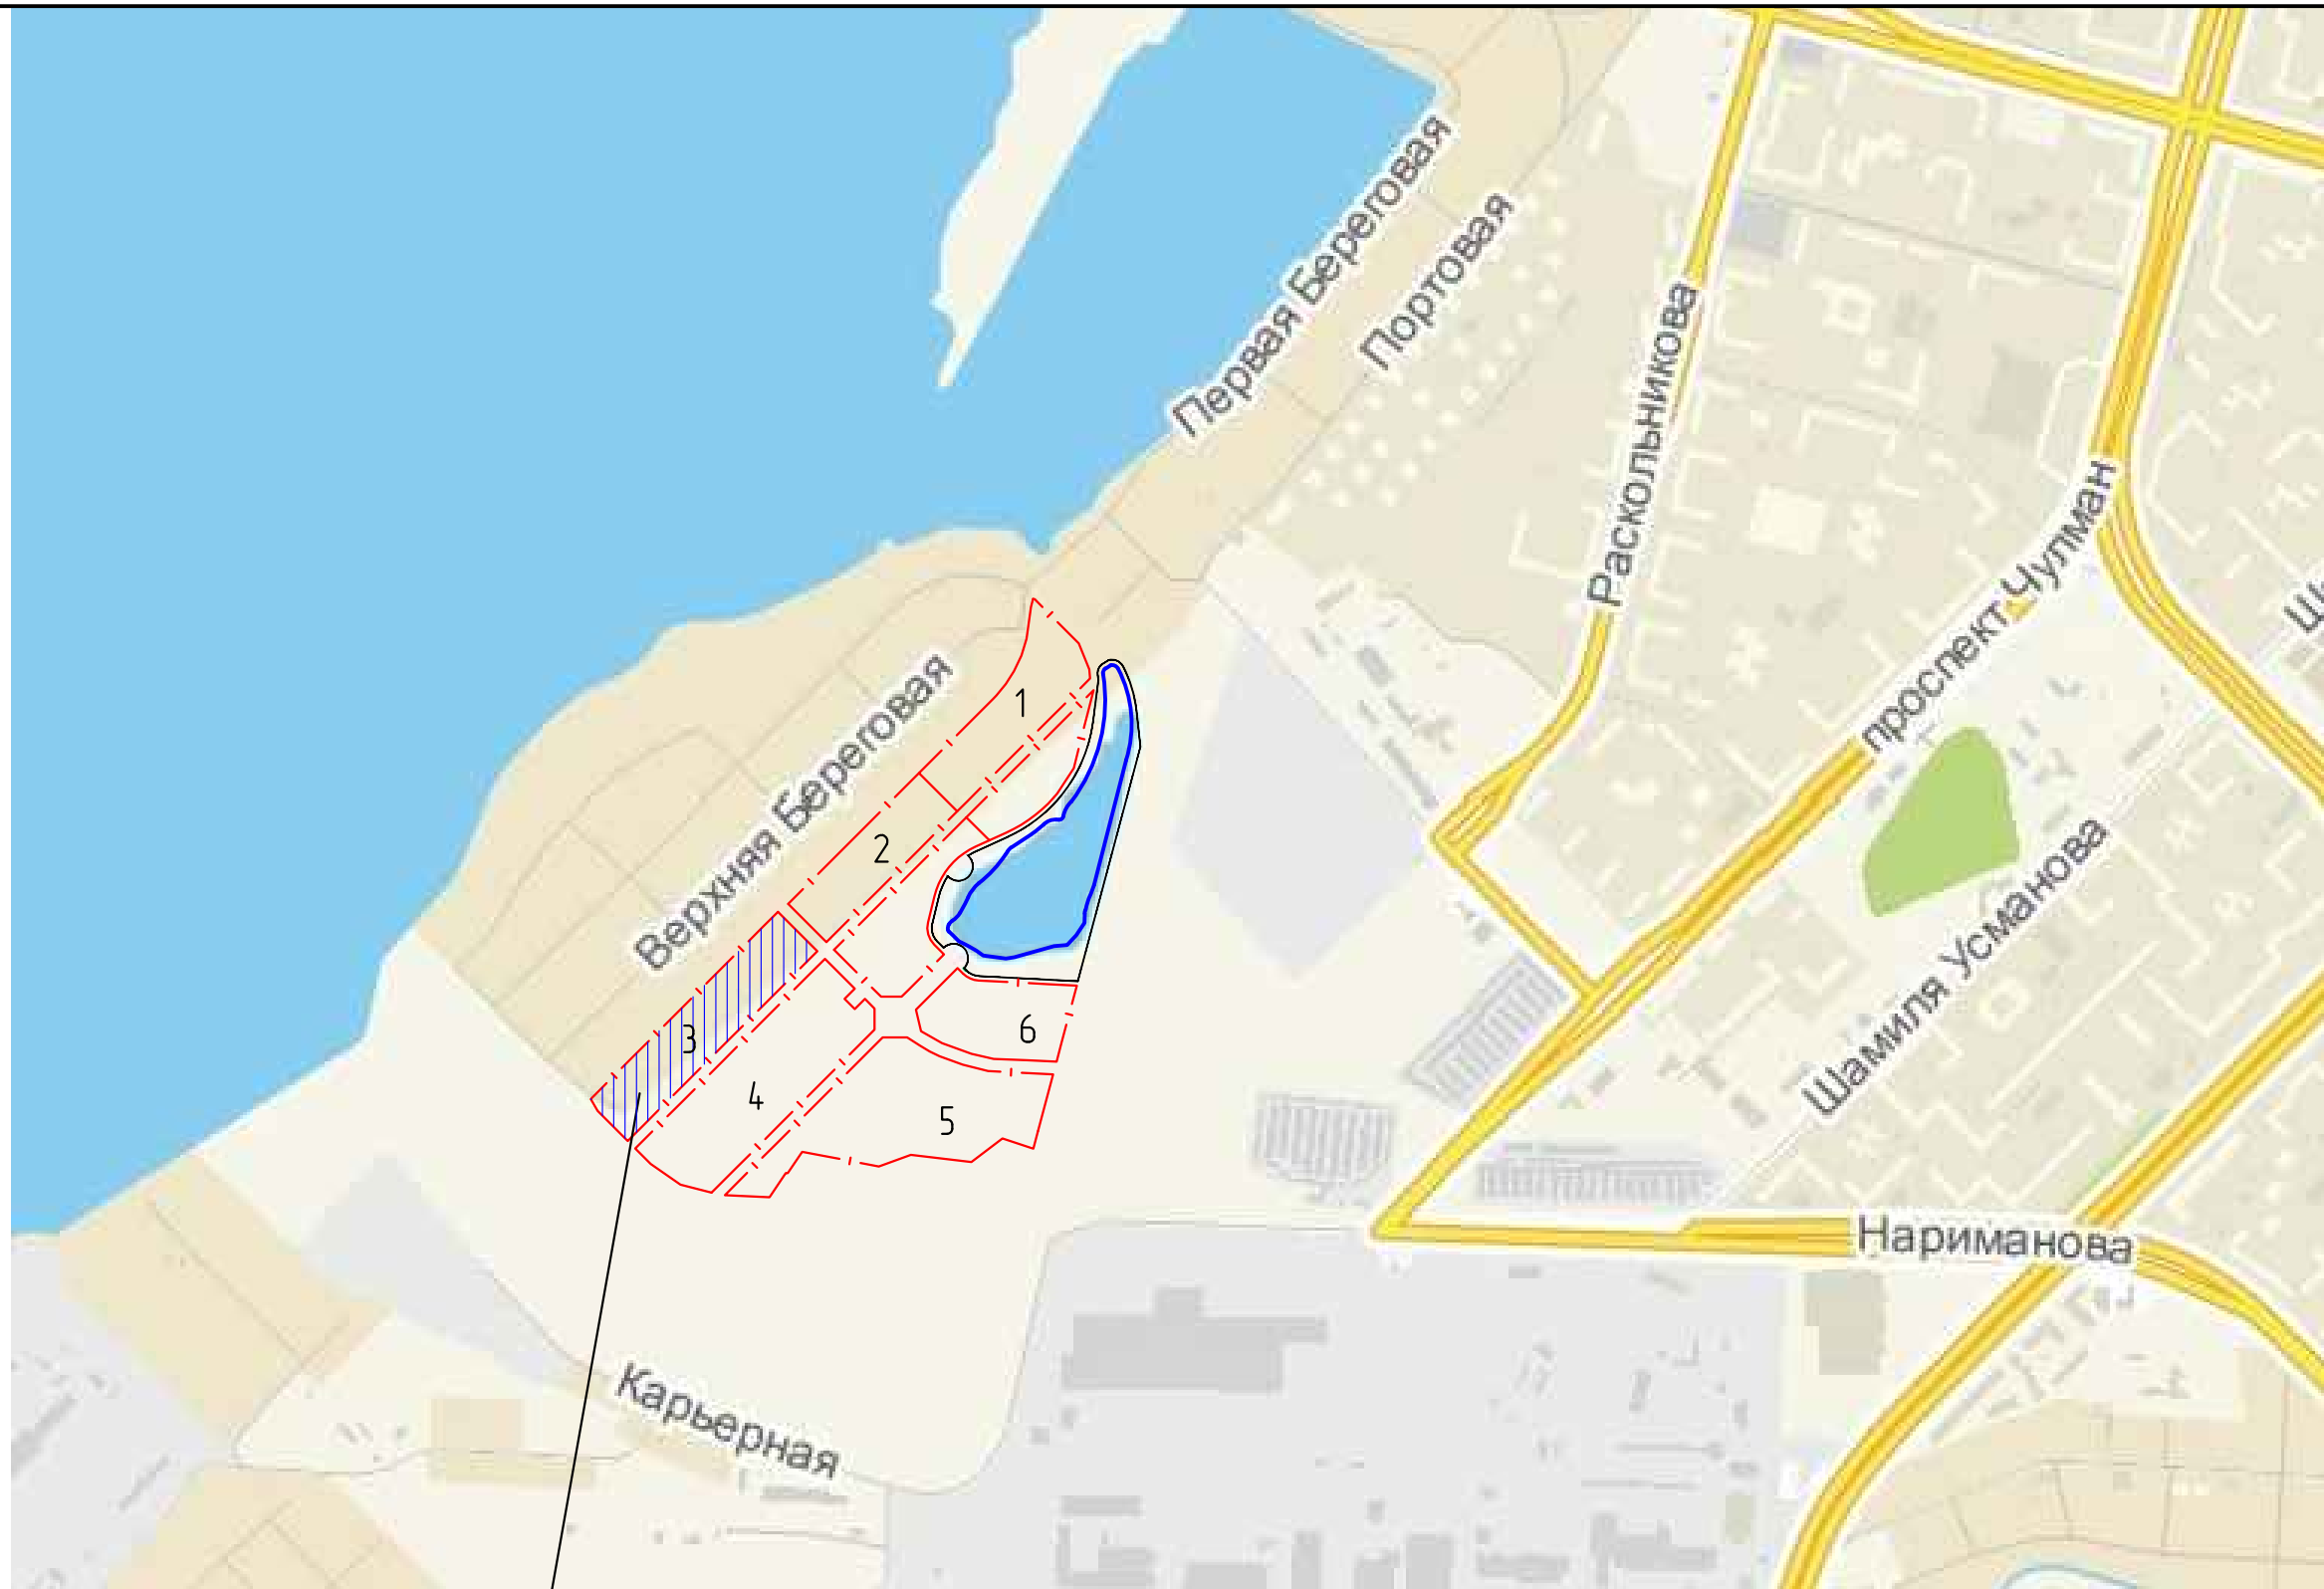 Первая Береговая
Портовая
Раскольникова
проспект Чулман
Ш
Верхняя Береговая
1
2
3
4
5
6
Шамиля Усманова
Нариманова
Карьерная